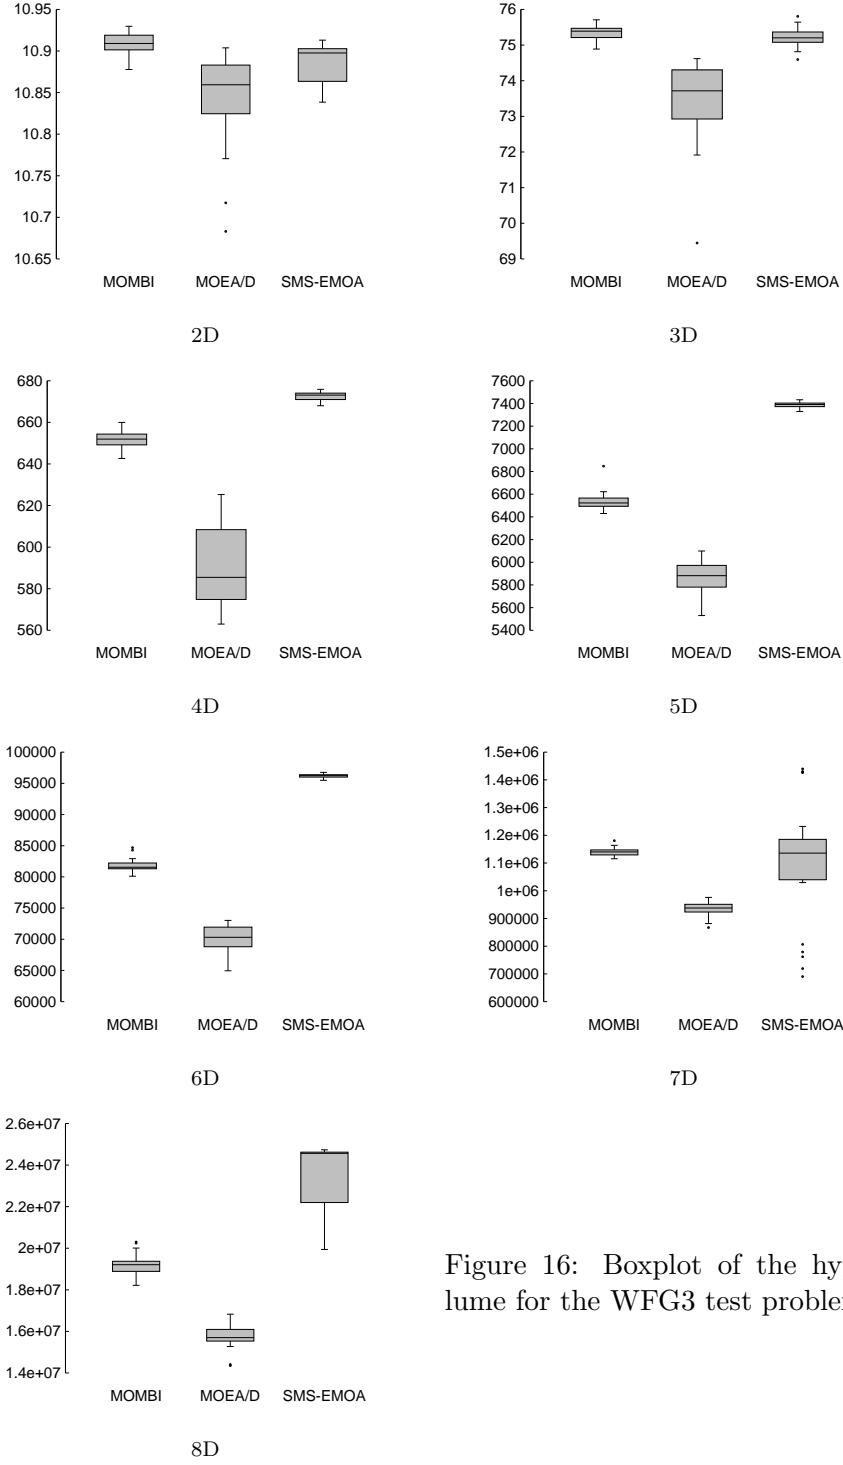 10.95
10.9
10.85
10.8
10.75
10.7
10.65
MOMBI MOEA/D SMS-EMOA
2D
76
75
74
73
72
71
70
69
MOMBI MOEA/D SMS-EMOA
3D
680
660
640
620
600
580
560
MOMBI MOEA/D SMS-EMOA
4D
7600
7400
7200
7000
6800
6600
6400
6200
6000
5800
5600
5400
MOMBI MOEA/D SMS-EMOA
5D
100000
95000
90000
85000
80000
75000
70000
65000
60000
MOMBI MOEA/D SMS-EMOA
6D
1.5e+06
1.4e+06
1.3e+06
1.2e+06
1.1e+06
1e+06
900000
800000
700000
600000
MOMBI MOEA/D SMS-EMOA
7D
2.6e+07
2.4e+07
2.2e+07
2e+07
1.8e+07
1.6e+07
1.4e+07
MOMBI MOEA/D SMS-EMOA
8D
Figure 16: Boxplot of the hy
lume for the WFG3 test proble